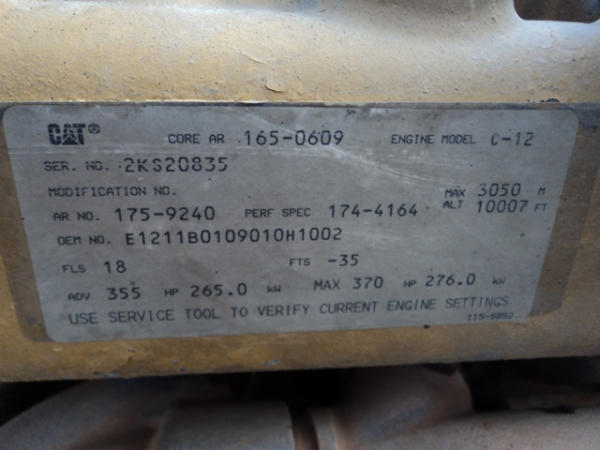 CAT® CORE AR 165-0609 ENGINE MODEL C-12
SER. NO. 2KS20835
MODIFICATION NO.
MAX 3050 M
AR NO. 175-9240 PERF SPEC 174-4164 ALT 10007 FT
OEM NO. E1211B0109010H1002
FLS 18 FTS -35
ADV 355 HP 265.0 kW MAX 370 HP 276.0 kW
USE SERVICE TOOL TO VERIFY CURRENT ENGINE SETTINGS
115-5052